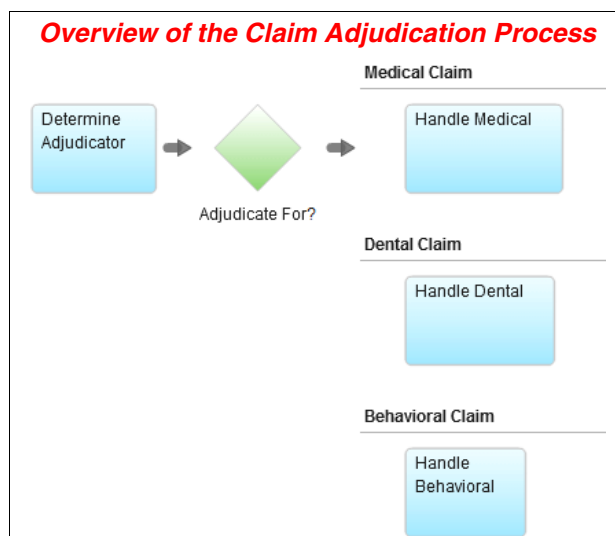 Overview of the Claim Adjudication Process
Medical Claim
Determine
Adjudicator
Handle Medical
Adjudicate For?
Dental Claim
Handle Dental
Behavioral Claim
Handle
Behavioral